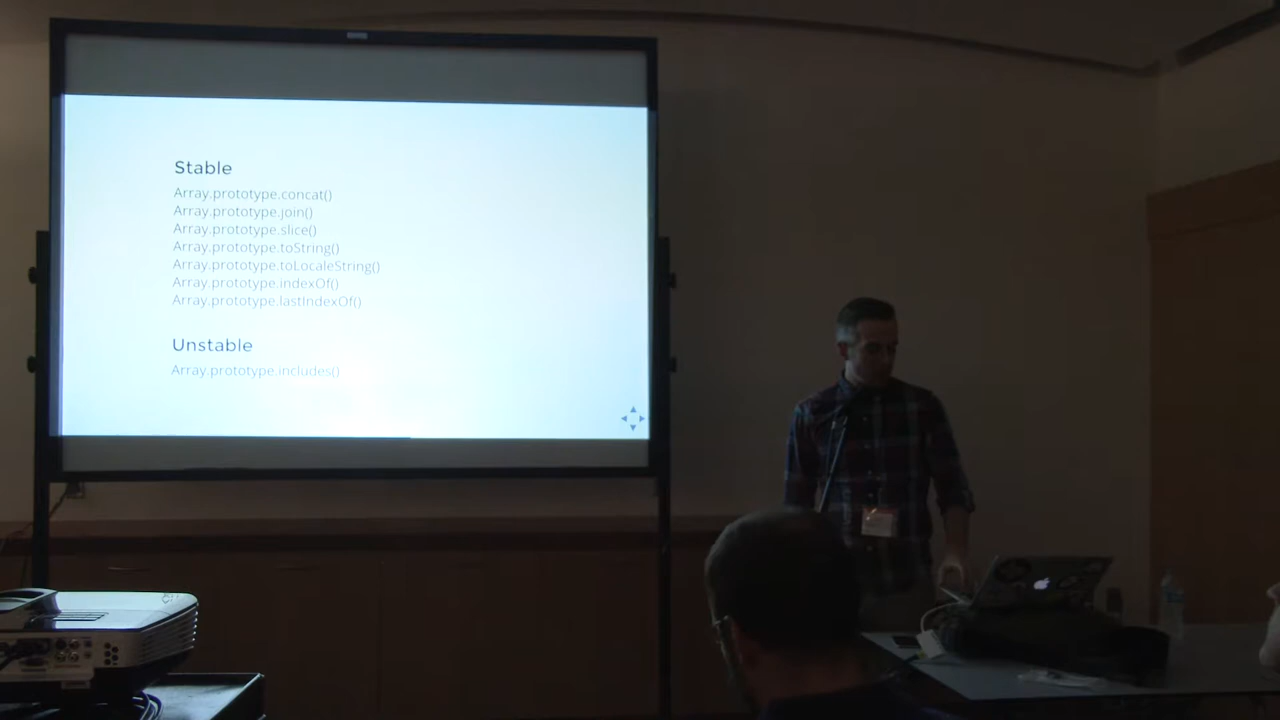 Stable
Array.prototype.concat()
Array.prototype.join()
Array.prototype.slice()
Array.prototype.toString()
Array.prototype.toLocaleString()
Array.prototype.indexOf()
Array.prototype.lastIndexOf()
Unstable
Array.prototype.includes()